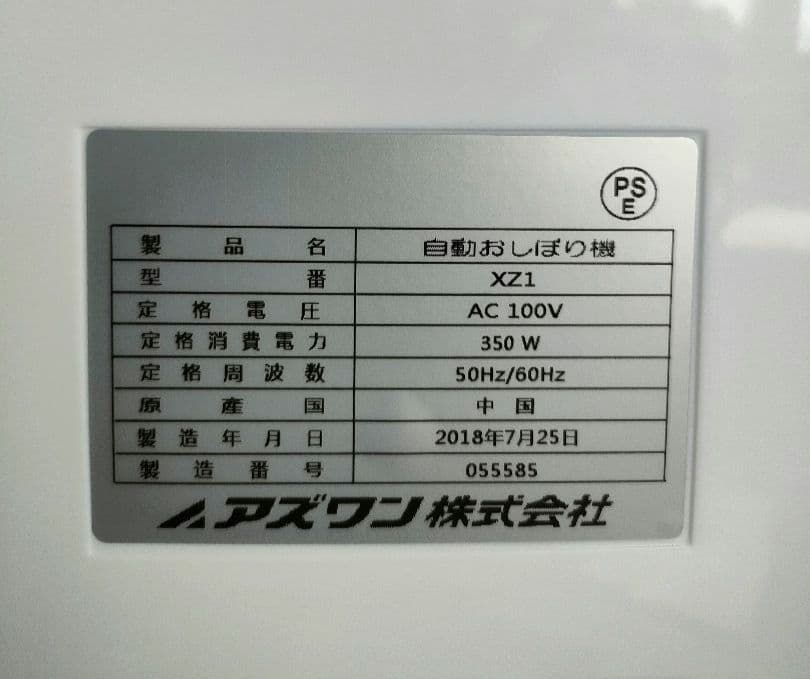 PS
E
製品名 自動おしぼり機
型番 XZ1
定格電圧 AC 100V
定格消費電力 350 W
定格周波数 50Hz/60Hz
原産国 中国
製造年月日 2018年7月25日
製造番号 055585
アズワン株式会社